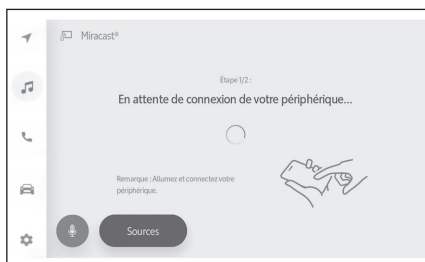 Miracast®
Étape 1/2 :
En attente de connexion de votre périphérique...
Remarque : Allumez et connectez votre
périphérique.
Sources